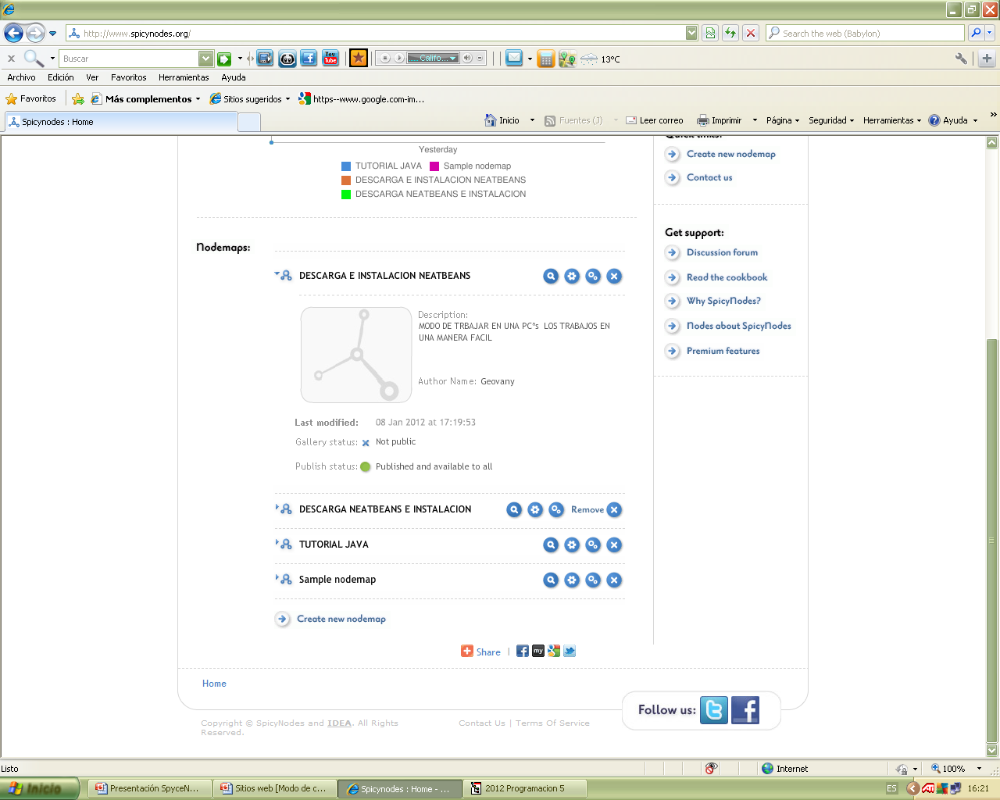 http://www.spicynodes.org/
Search the web (Babylon)
Buscar
Califo...
13°C
Archivo Edición Ver Favoritos Herramientas Ayuda
Favoritos Más complementos Sitios sugeridos https--www.google.com-im...
Spicynodes : Home
Inicio Fuentes (J) Leer correo Imprimir Página Seguridad Herramientas Ayuda
Yesterday
TUTORIAL JAVA Sample nodemap
DESCARGA E INSTALACION NEATBEANS
DESCARGA NEATBEANS E INSTALACION
Quick links:
Create new nodemap
Contact us
Get support:
Discussion forum
Read the cookbook
Why SpicyNodes?
Nodes about SpicyNodes
Premium features
Nodemaps:
DESCARGA E INSTALACION NEATBEANS
Description:
MODO DE TRBAJAR EN UNA PC"s LOS TRABAJOS EN
UNA MANERA FACIL
Author Name: Geovany
Last modified: 08 Jan 2012 at 17:19:53
Gallery status: Not public
Publish status: Published and available to all
DESCARGA NEATBEANS E INSTALACION Remove
TUTORIAL JAVA
Sample nodemap
Create new nodemap
Share | my
Home
Follow us:
Copyright © SpicyNodes and IDEA. All Rights
Reserved.
Contact Us | Terms Of Service
Listo
Internet
100%
Inicio
Presentación SpyceN...
Sitios web [Modo de c...
Spicynodes : Home - ...
2012 Programacion 5
ES
16:21